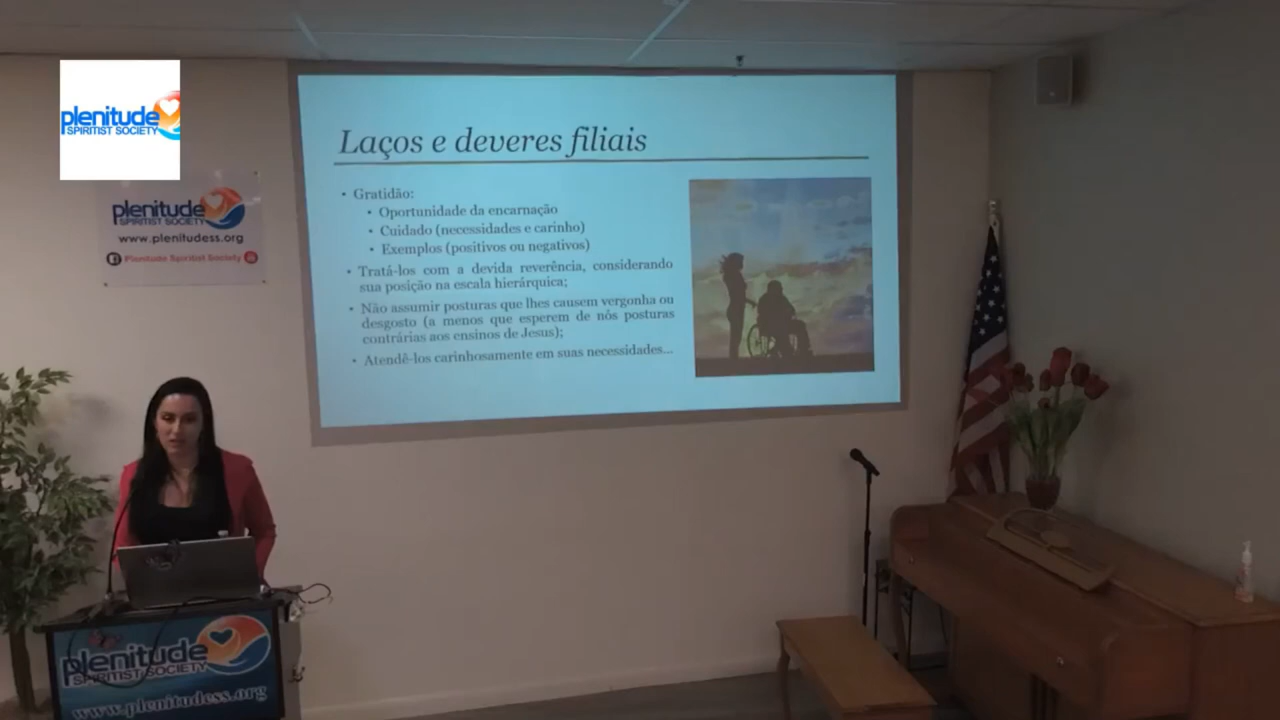 plenitude
SPIRITIST SOCIETY
plenitude
SPIRITIST SOCIETY
www.plenitudess.org
Plenitude Spiritist Society
Laços e deveres filiais
• Gratidão:
• Oportunidade da encarnação
• Cuidado (necessidades e carinho)
• Exemplos (positivos ou negativos)
• Tratá-los com a devida reverência, considerando
sua posição na escala hierárquica;
• Não assumir posturas que lhes causem vergonha ou
desgosto (a menos que esperem de nós posturas
contrárias aos ensinos de Jesus);
• Atendê-los carinhosamente em suas necessidades...
plenitude
SPIRITIST SOCIETY
www.plenitudess.org